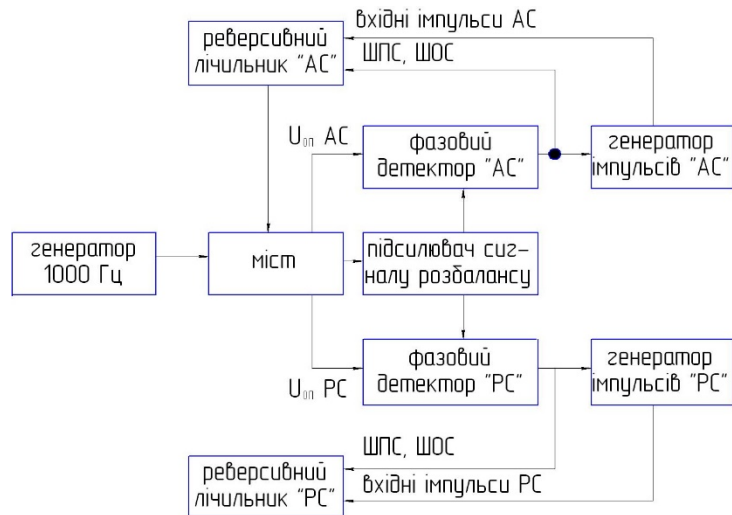 вхідні імпульси АС
реверсивний
лічильник "АС"
ШПС, ШОС
Uоп АС
фазовий
детектор "АС"
генератор
імпульсів "АС"
генератор
1000 Гц
міст
підсилювач сиг-
налу розбалансу
фазовий
детектор "РС"
генератор
імпульсів "РС"
Uоп РС
ШПС, ШОС
реверсивний
лічильник "РС"
вхідні імпульси РС